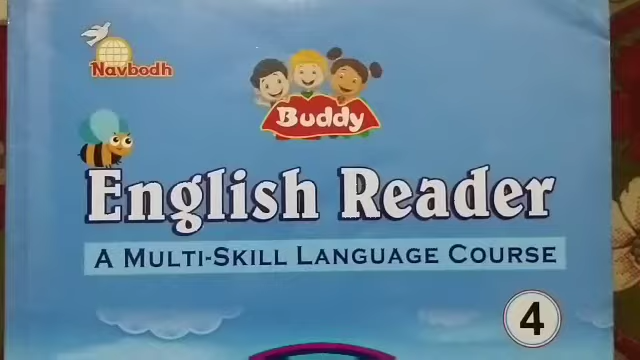 Navbodh
Buddy
English Reader
A MULTI-SKILL LANGUAGE COURSE
4